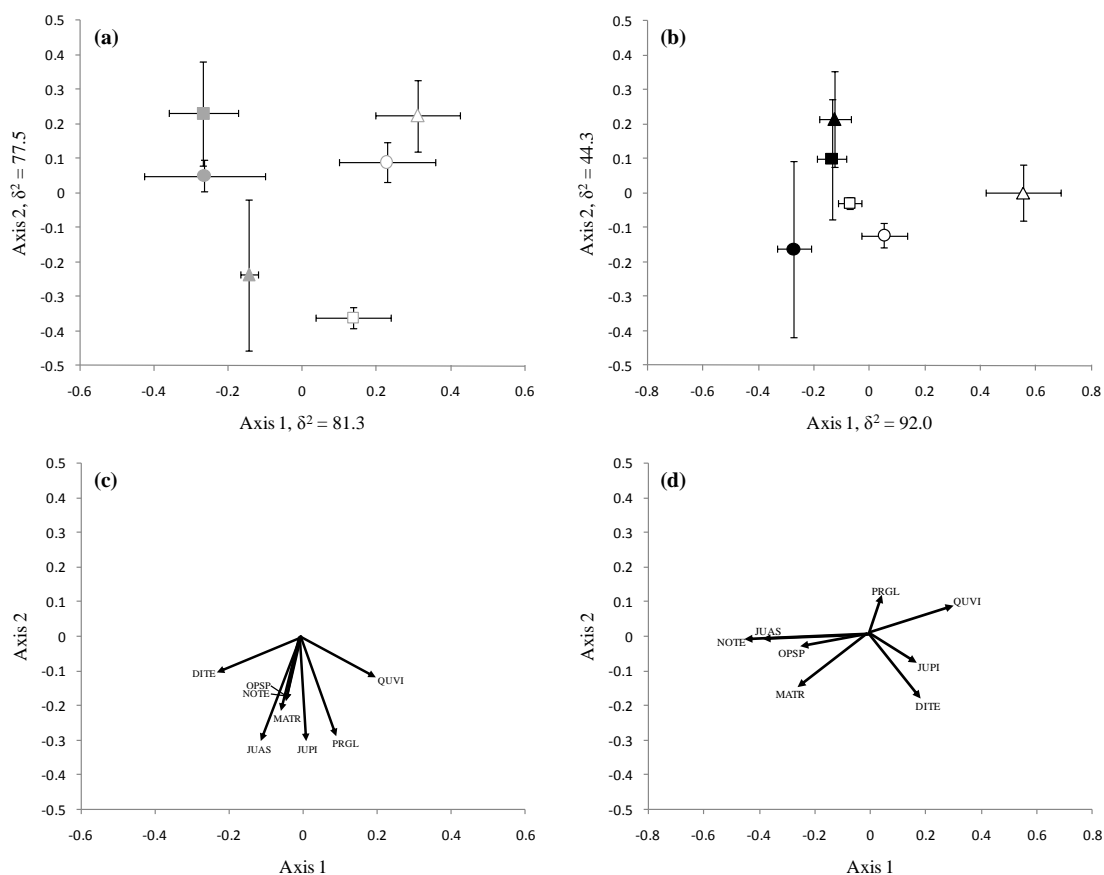 (a)
0.5
0.4
0.3
0.2
0.1
0
-0.1
-0.2
-0.3
-0.4
-0.5
-0.6 -0.4 -0.2 0 0.2 0.4 0.6
Axis 2, δ² = 77.5
Axis 1, δ² = 81.3
(b)
0.5
0.4
0.3
0.2
0.1
0
-0.1
-0.2
-0.3
-0.4
-0.5
-0.8 -0.6 -0.4 -0.2 0 0.2 0.4 0.6 0.8
Axis 2, δ² = 44.3
Axis 1, δ² = 92.0
(c)
0.5
0.4
0.3
0.2
0.1
0
-0.1
-0.2
-0.3
-0.4
-0.5
DITE
OPSP
NOTE
MATR
JUAS
JUPI
PRGL
QUVI
-0.6 -0.4 -0.2 0 0.2 0.4 0.6
Axis 2
Axis 1
(d)
0.5
0.4
0.3
0.2
0.1
0
-0.1
-0.2
-0.3
-0.4
-0.5
PRGL
QUVI
JUAS
NOTE
OPSP
JUPI
MATR
DITE
-0.8 -0.6 -0.4 -0.2 0 0.2 0.4 0.6 0.8
Axis 2
Axis 1